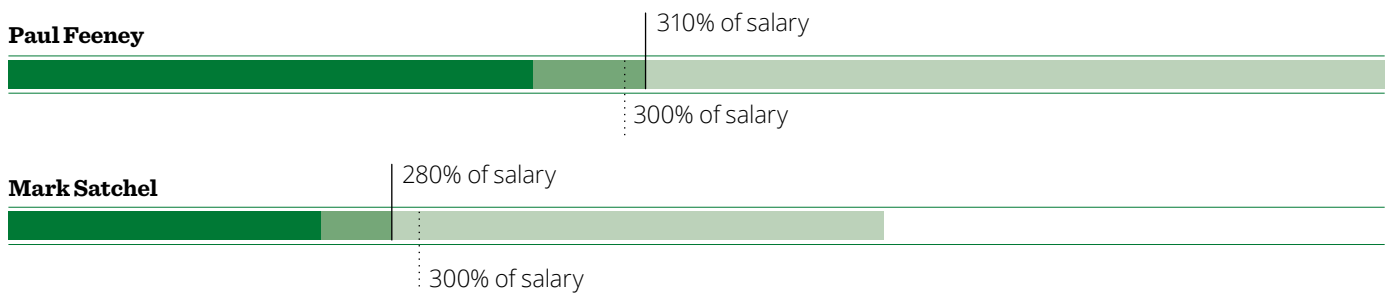 310% of salary
Paul Feeney
300% of salary
280% of salary
Mark Satchel
300% of salary